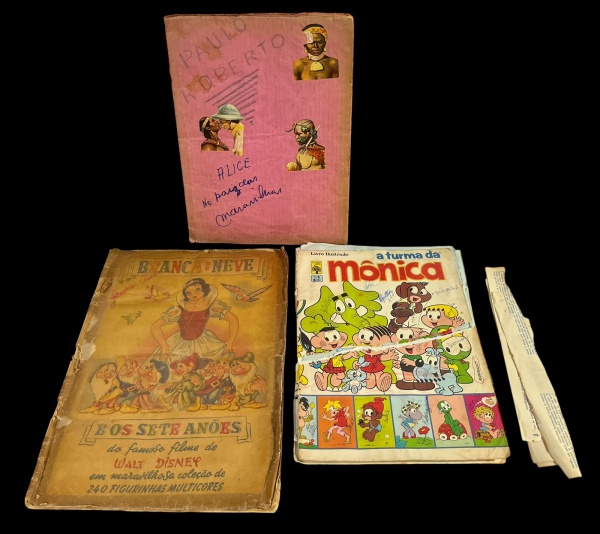 PAULO
ROBERTO
ALICE
No país das
maravilhas
BRANCA DE NEVE
E OS SETE ANÕES
do famoso filme de
WALT DISNEY
em maravilhosa coleção de
240 FIGURINHAS MULTICORES
Livro Ilustrado
a turma da
mônica